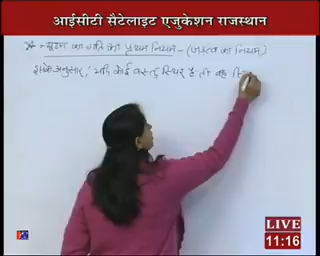 आईसीटी सैटेलाइट एजुकेशन राजस्थान
* न्यूटन का गति का प्रथम नियम - (जड़त्व का नियम)
इसके अनुसार, यदि कोई वस्तु स्थिर है तो वह
LIVE
11:16